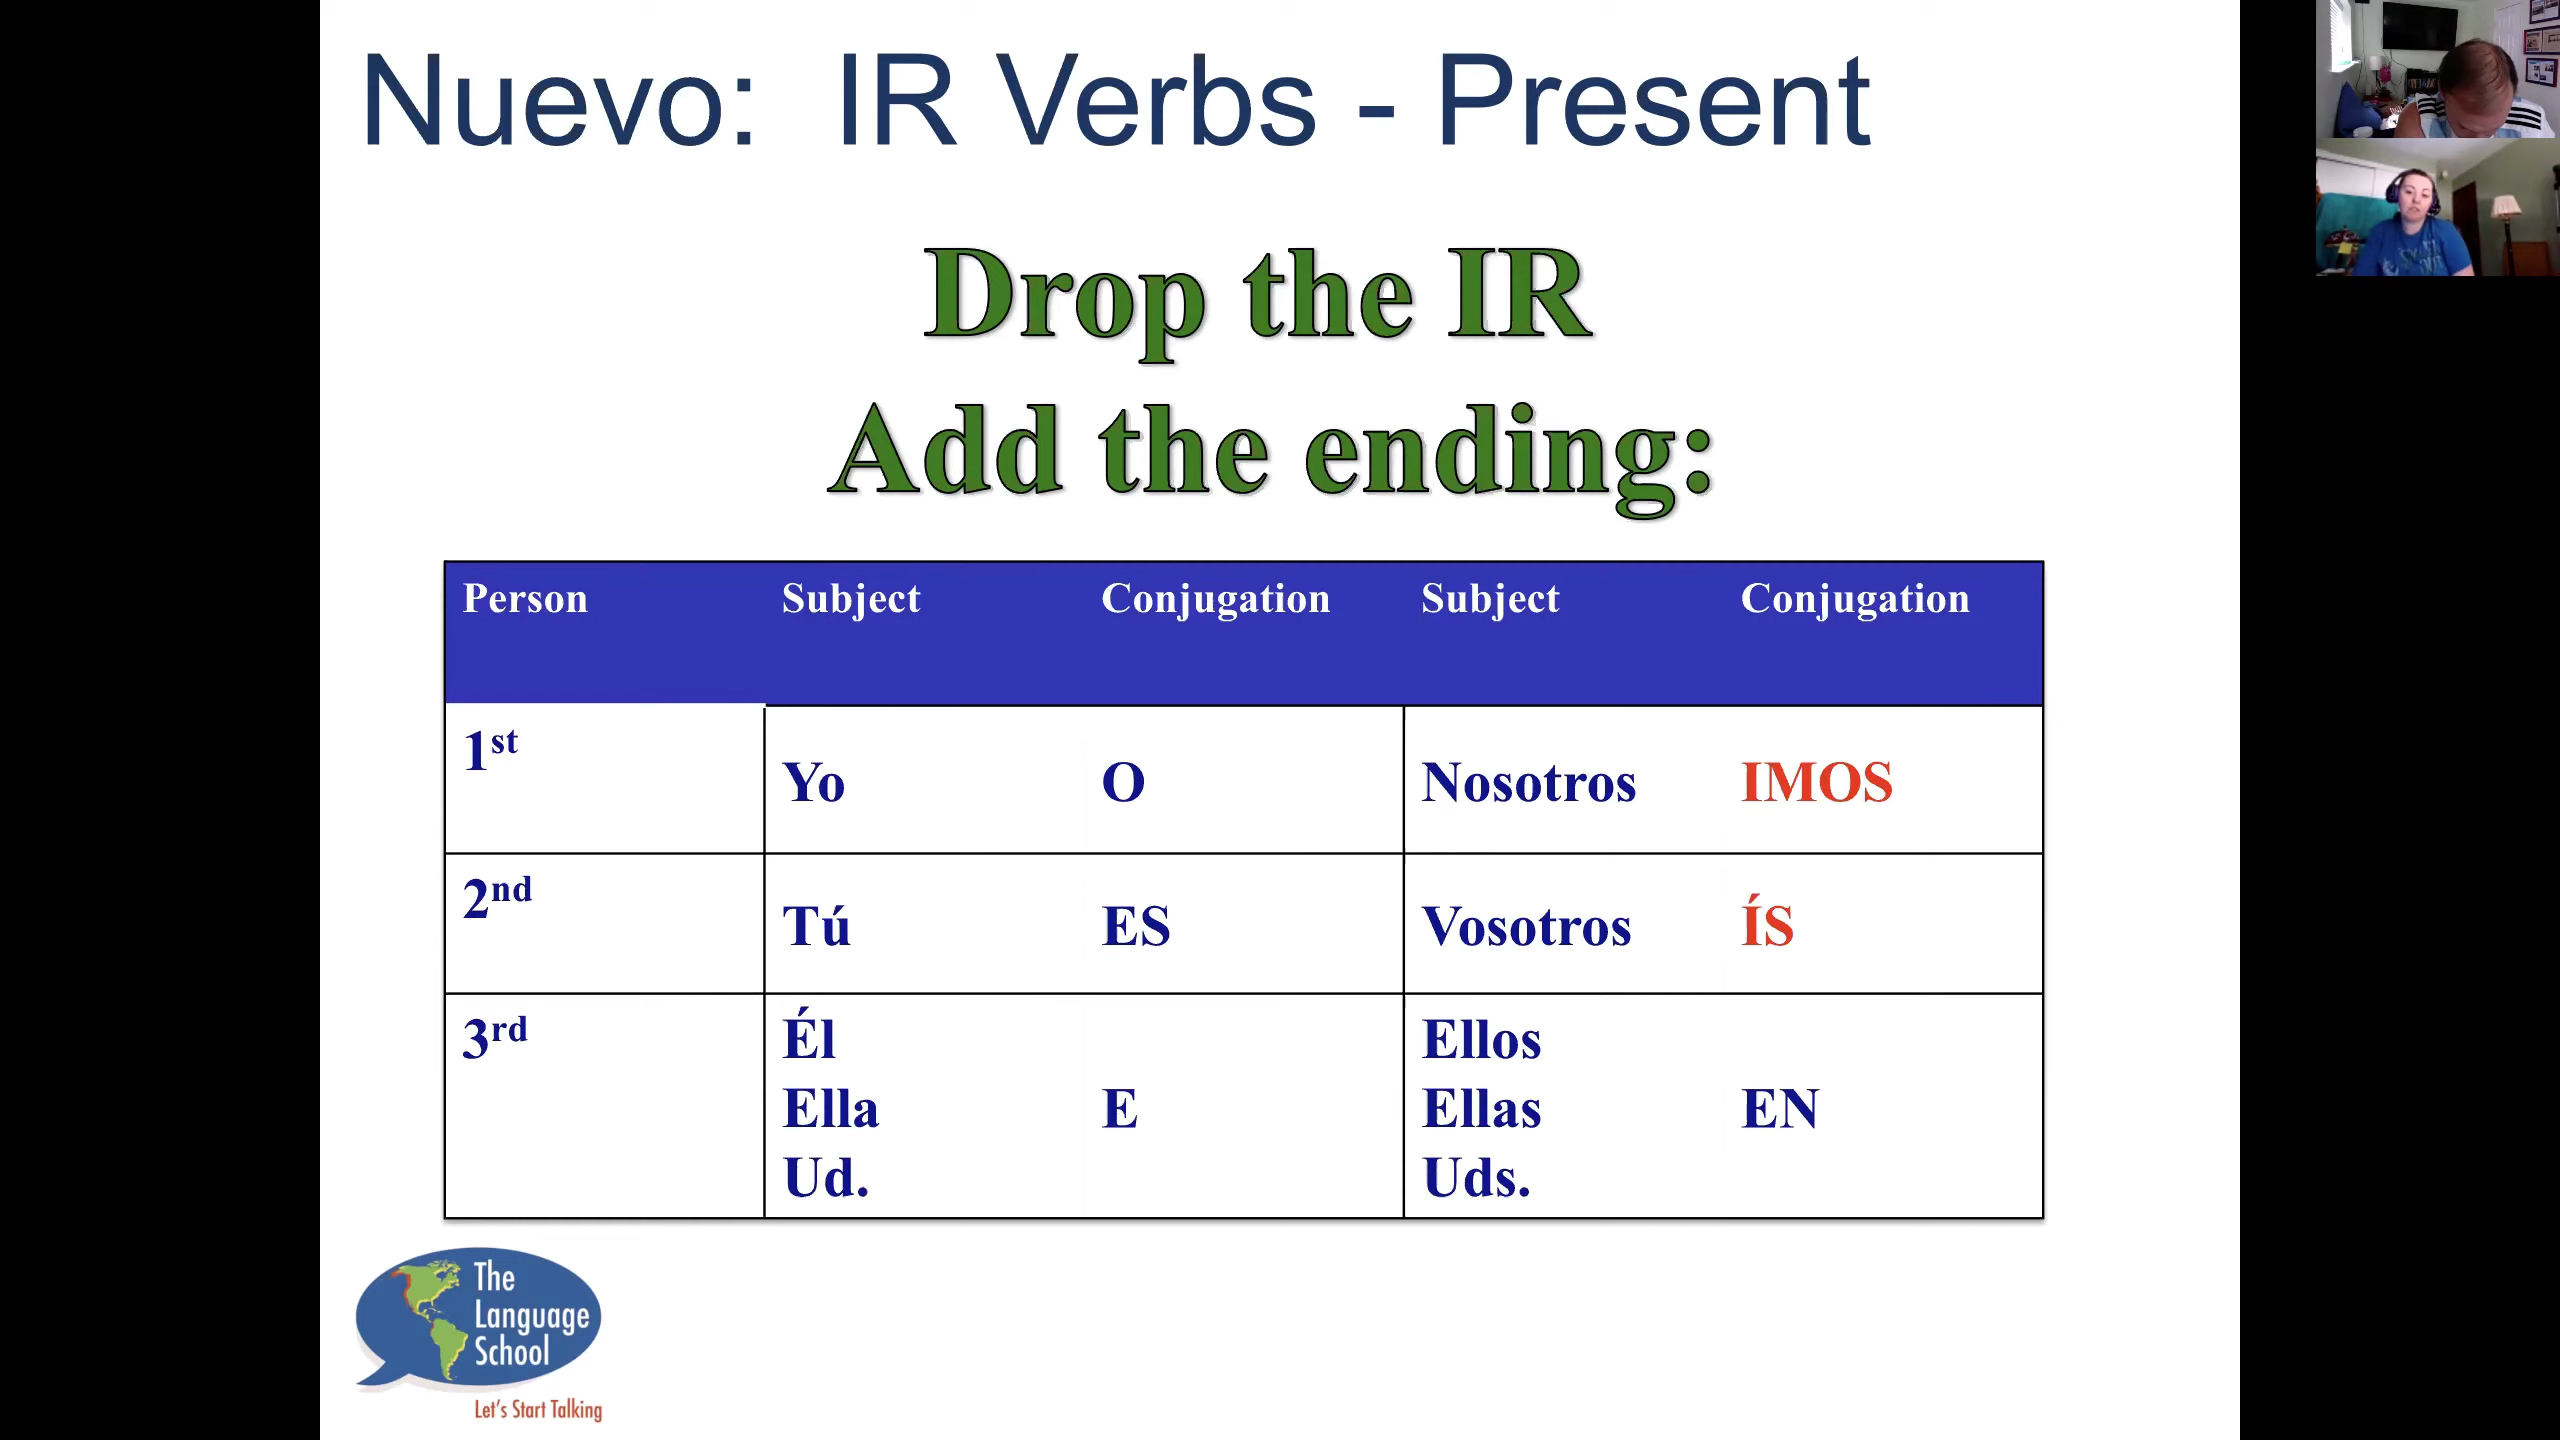 Nuevo: IR Verbs - Present
Drop the IR
Add the ending:
Person Subject Conjugation Subject Conjugation
1st Yo O Nosotros IMOS
2nd Tú ES Vosotros ÍS
3rd Él Ellos
Ella E Ellas EN
Ud. Uds.
The
Language
School
Let's Start Talking